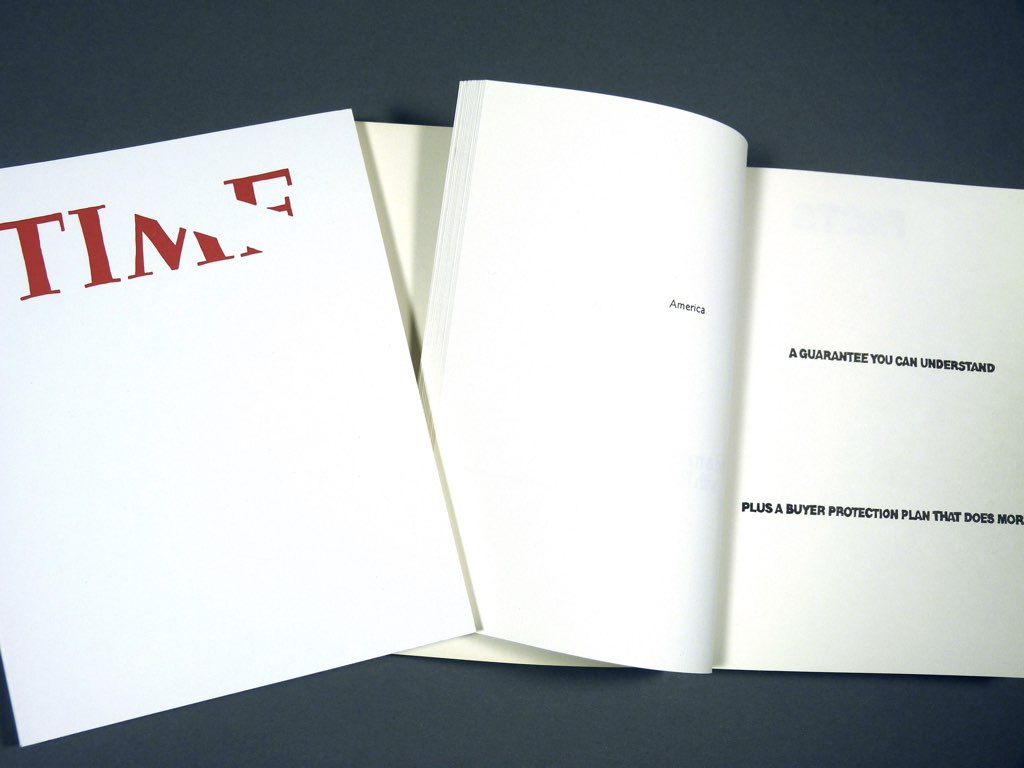 TIME
America
A GUARANTEE YOU CAN UNDERSTAND
PLUS A BUYER PROTECTION PLAN THAT DOES MOR